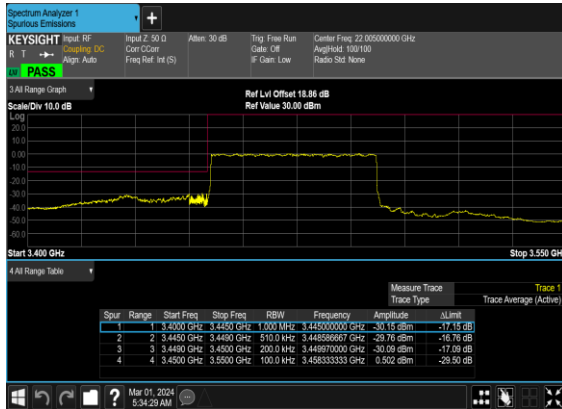 Spectrum Analyzer 1
Spurious Emissions
KEYSIGHT Input: RF Input Z: 50 Ω Atten: 30 dB Trig: Free Run Center Freq: 22.005000000 GHz
R T Coupling: DC Corr CCorr Gate: Off Avg|Hold: 100/100
Align: Auto Freq Ref: Int (S) IF Gain: Low Radio Std: None
PASS
3 All Range Graph
Ref Lvl Offset 18.86 dB
Scale/Div 10.0 dB Ref Value 30.00 dBm
Log
20.0
10.0
0.00
-10.0
-20.0
-30.0
-40.0
-50.0
-60.0
Start 3.400 GHz Stop 3.550 GH
4 All Range Table
Measure Trace Trace 1
Trace Type Trace Average (Active)
Spur Range Start Freq Stop Freq RBW Frequency Amplitude ΔLimit
1 1 3.4000 GHz 3.4450 GHz 1.000 MHz 3.445000000 GHz -30.15 dBm -17.15 dB
2 2 3.4450 GHz 3.4490 GHz 510.0 kHz 3.448586667 GHz -29.76 dBm -16.76 dB
3 3 3.4490 GHz 3.4500 GHz 200.0 kHz 3.449970000 GHz -30.09 dBm -17.09 dB
4 4 3.4500 GHz 3.5500 GHz 100.0 kHz 3.458333333 GHz 0.502 dBm -29.50 dB
? Mar 01, 2024
5:34:29 AM